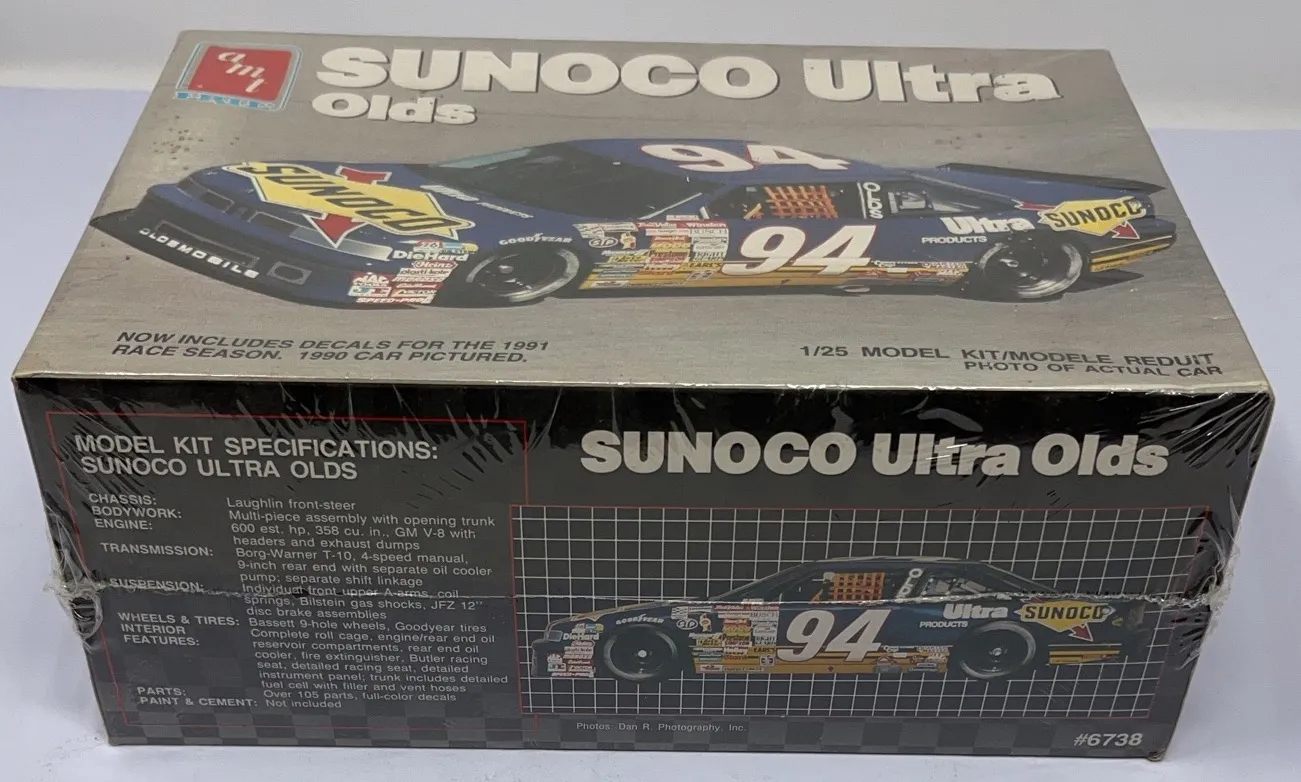 amt
SUNOCO Ultra
Olds
94
SUNOCO
OLDSMOBILE
GOODYEAR
DieHard
SPEED-PRO
STP
Winston
BUSCH
94
OLDS
Ultra
PRODUCTS
SUNOCO
NOW INCLUDES DECALS FOR THE 1991
RACE SEASON. 1990 CAR PICTURED.
1/25 MODEL KIT/MODELE REDUIT
PHOTO OF ACTUAL CAR
MODEL KIT SPECIFICATIONS:
SUNOCO ULTRA OLDS
CHASSIS: Laughlin front-steer
BODYWORK: Multi-piece assembly with opening trunk
ENGINE: 600 est. hp, 358 cu. in., GM V-8 with
headers and exhaust dumps
TRANSMISSION: Borg-Warner T-10, 4-speed manual,
9-inch rear end with separate oil cooler
pump; separate shift linkage
SUSPENSION: Individual front upper A-arms, coil
springs, Bilstein gas shocks, JFZ 12"
disc brake assemblies
WHEELS & TIRES: Bassett 9-hole wheels, Goodyear tires
INTERIOR
FEATURES: Complete roll cage, engine/rear end oil
reservoir compartments, rear end oil
cooler, fire extinguisher, Butler racing
seat, detailed racing seat, detailed
instrument panel; trunk includes detailed
fuel cell with filler and vent hoses
PARTS: Over 105 parts, full-color decals
PAINT & CEMENT: Not included
SUNOCO Ultra Olds
GOODYEAR
DieHard
STP
94
Ultra
PRODUCTS
SUNOCO
Photos: Dan R. Photography, Inc.
#6738